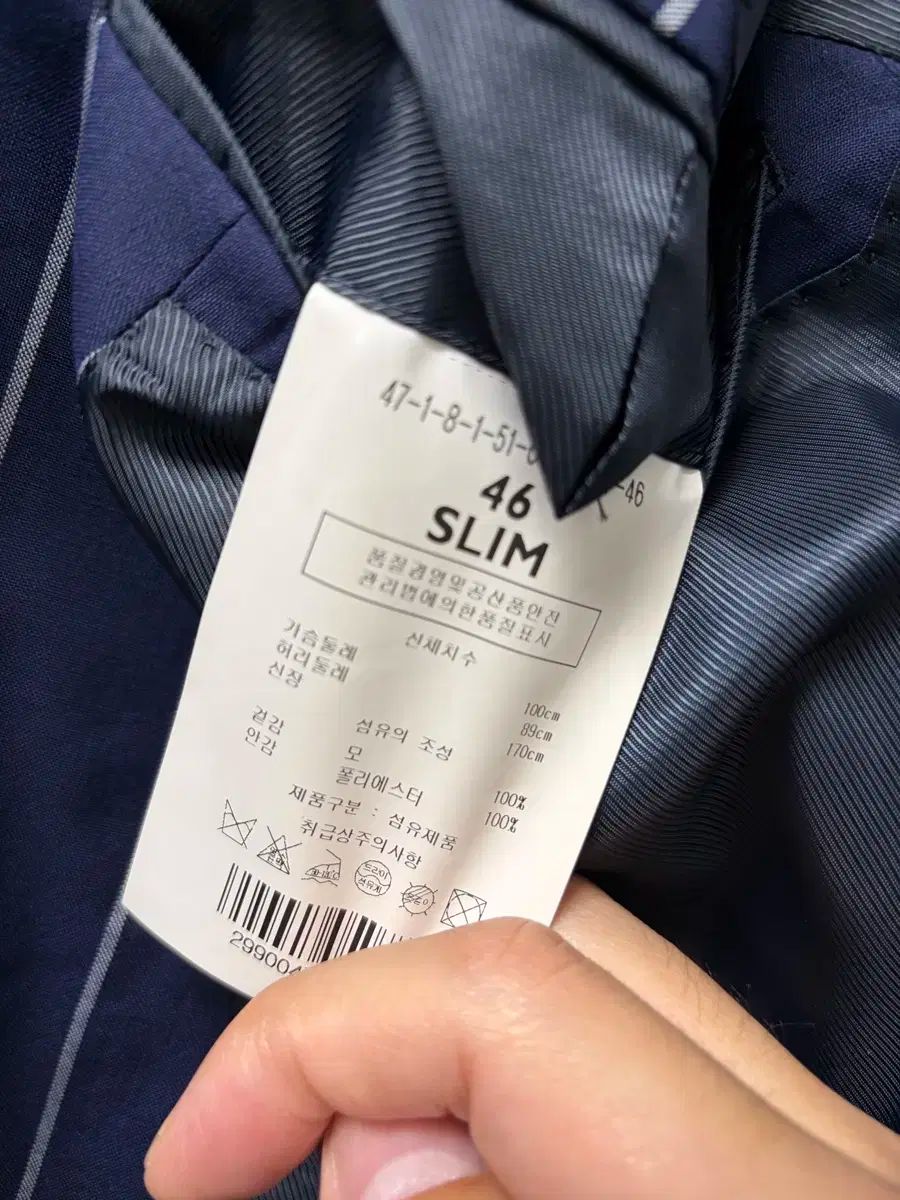 47-1-8-1-51-
-46
46
SLIM
품질경영및공산품안전
관리법에의한품질표시
신체치수
가슴둘레 100cm
허리둘레 89cm
신장 170cm
섬유의 조성
겉감 모 100%
안감 폴리에스터 100%
제품구분 : 섬유제품
취급상주의사항
드라이
석유계
29900